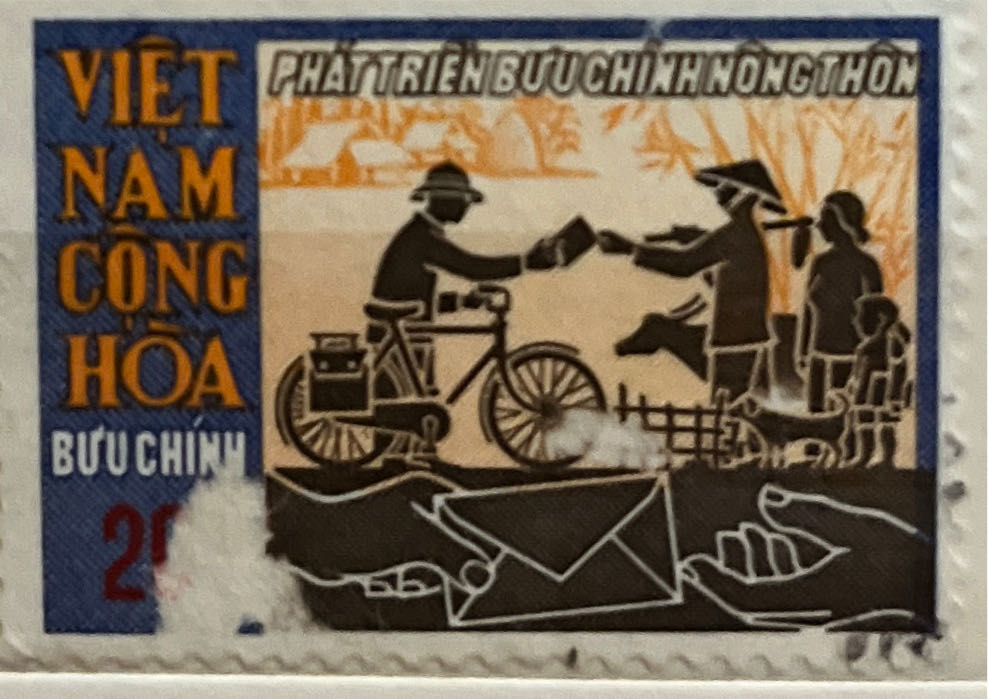 VIỆT
NAM
CỘNG
HÒA
BƯU CHÍNH
PHÁT TRIỂN BƯU CHÍNH NÔNG THÔN